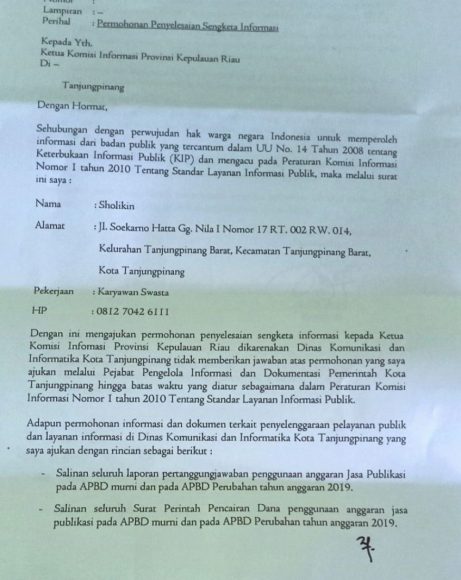 Nomor :
Lampiran : –
Perihal : Permohonan Penyelesaian Sengketa Informasi
Kepada Yth.
Ketua Komisi Informasi Provinsi Kepulauan Riau
Di –
Tanjungpinang
Dengan Hormat,
Sehubungan dengan perwujudan hak warga negara Indonesia untuk memperoleh
informasi dari badan publik yang tercantum dalam UU No. 14 Tahun 2008 tentang
Keterbukaan Informasi Publik (KIP) dan mengacu pada Peraturan Komisi Informasi
Nomor 1 tahun 2010 Tentang Standar Layanan Informasi Publik, maka melalui surat
ini saya :
Nama : Sholikin
Alamat : Jl. Soekarno Hatta Gg. Nila I Nomor 17 RT. 002 RW. 014,
Kelurahan Tanjungpinang Barat, Kecamatan Tanjungpinang Barat,
Kota Tanjungpinang
Pekerjaan : Karyawan Swasta
HP : 0812 7042 6111
Dengan ini mengajukan permohonan penyelesaian sengketa informasi kepada Ketua
Komisi Infomasi Provinsi Kepulauan Riau dikarenakan Dinas Komunikasi dan
Informatika Kota Tanjungpinang tidak memberikan jawaban atas permohonan yang saya
ajukan melalui Pejabat Pengelola Informasi dan Dokumentasi Pemerintah Kota
Tanjungpinang hingga batas waktu yang diatur sebagaimana dalam Peraturan Komisi
Informasi Nomor 1 tahun 2010 Tentang Standar Layanan Informasi Publik.
Adapun permohonan informasi dan dokumen terkait penyelenggaraan pelayanan publik
dan layanan informasi di Dinas Komunikasi dan Informatika Kota Tanjungpinang yang
saya ajukan dengan rincian sebagai berikut :
- Salinan seluruh laporan pertanggungjawaban penggunaan anggaran Jasa Publikasi
pada APBD murni dan pada APBD Perubahan tahun anggaran 2019.
- Salinan seluruh Surat Perintah Pencairan Dana penggunaan anggaran jasa
publikasi pada APBD murni dan pada APBD Perubahan tahun anggaran 2019.